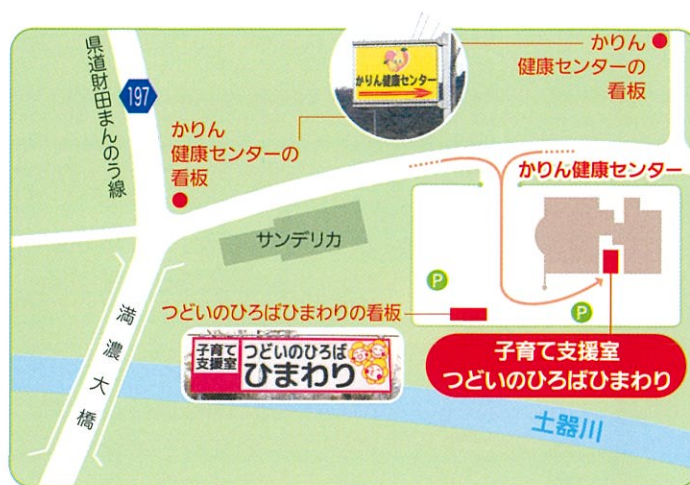 県道財田まんのう線
197
かりん
健康センターの
看板
かりん健康センター
かりん
健康センターの
看板
かりん健康センター
サンデリカ
P
P
つどいのひろばひまわりの看板
子育て
支援室
つどいのひろば
ひまわり
子育て支援室
つどいのひろばひまわり
満濃大橋
土器川